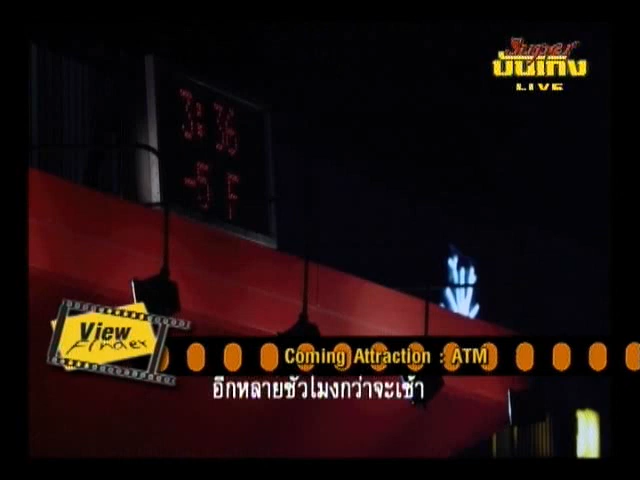 Super
บันเทิง
LIVE
3:36
-5 F
View
Finder
Coming Attraction : ATM
อีกหลายชั่วโมงกว่าจะเช้า